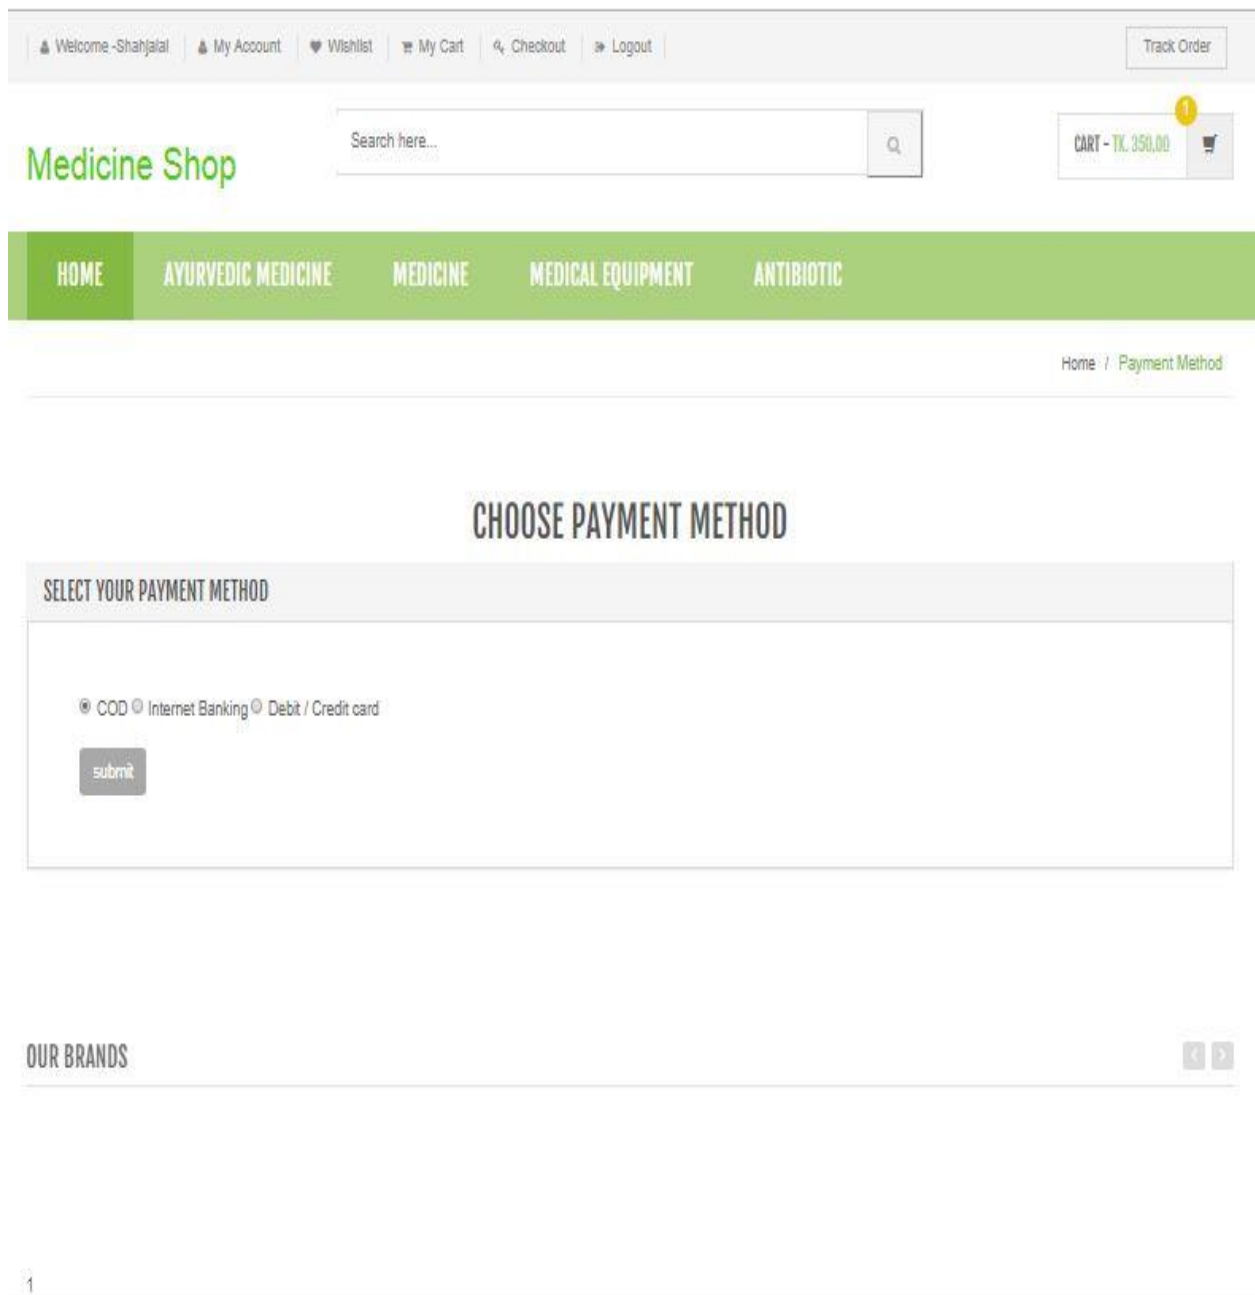 Welcome -Shahjalal My Account Wishlist My Cart Checkout Logout Track Order
Medicine Shop
Search here...
1
CART - TK. 350.00
HOME AYURVEDIC MEDICINE MEDICINE MEDICAL EQUIPMENT ANTIBIOTIC
Home / Payment Method
CHOOSE PAYMENT METHOD
SELECT YOUR PAYMENT METHOD
COD Internet Banking Debit / Credit card
submit
OUR BRANDS
1